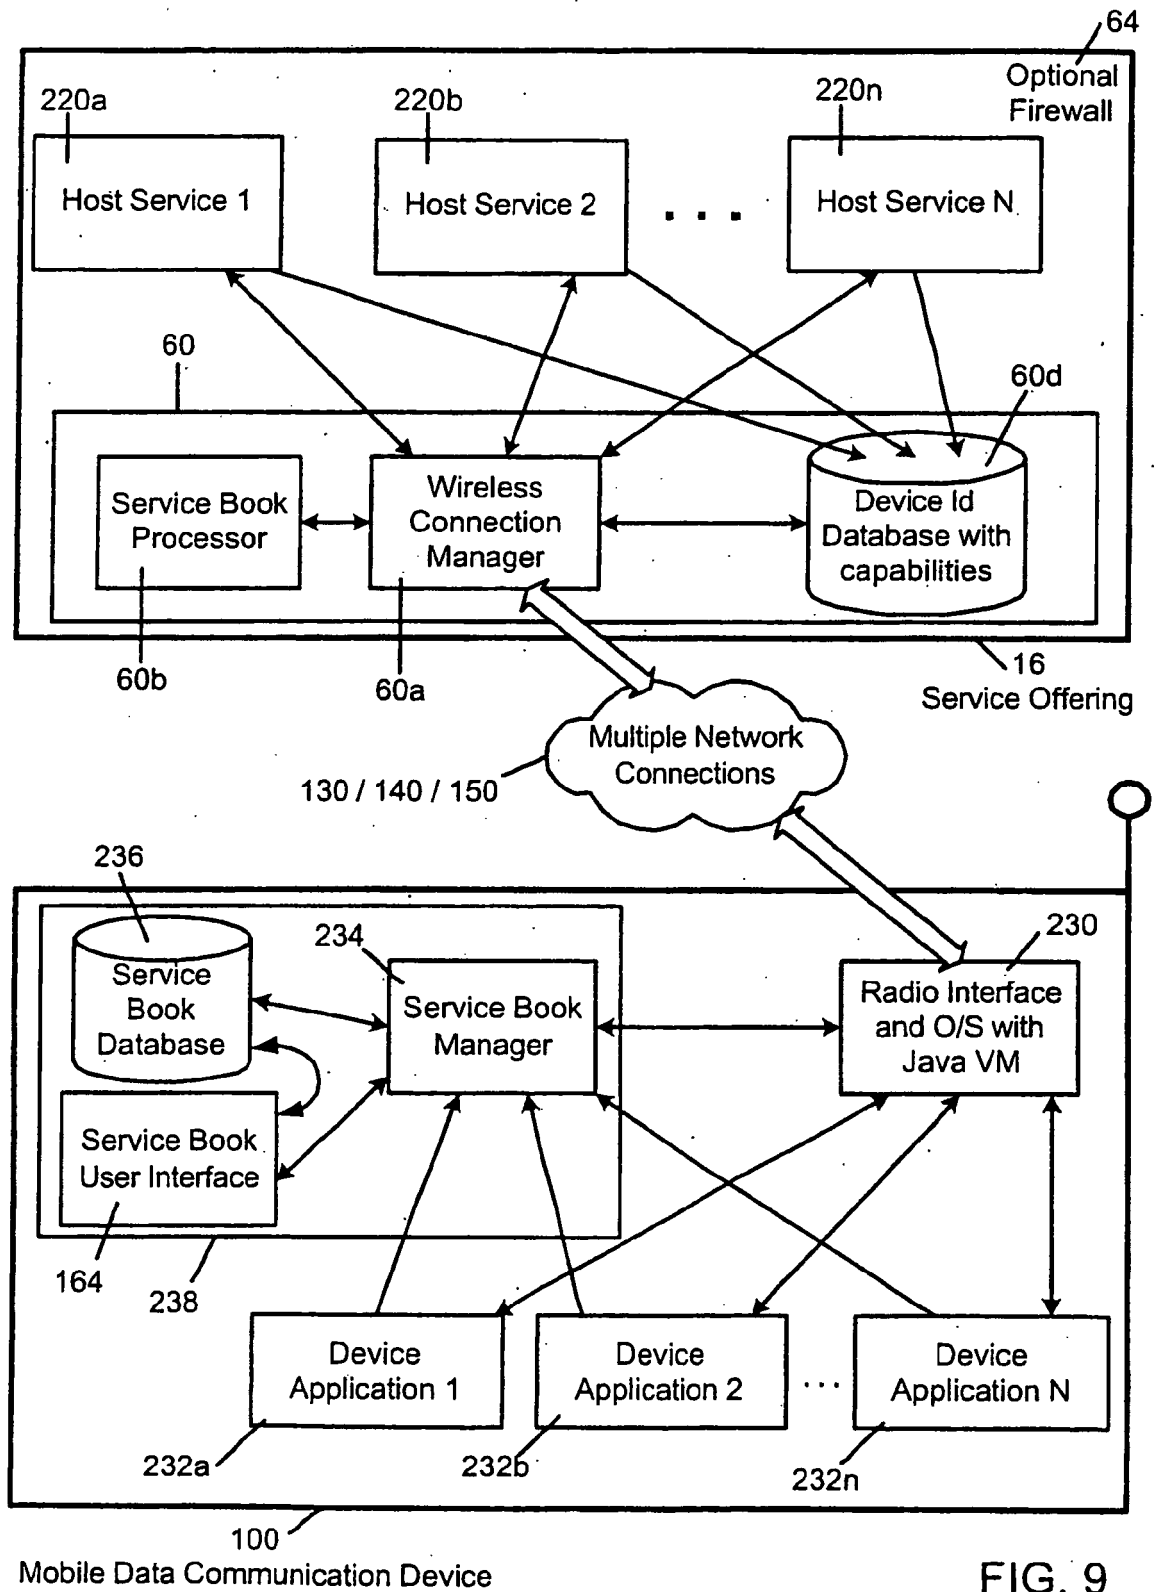 64
Optional
Firewall
220a
220b
220n
Host Service 1
Host Service 2
. . .
Host Service N
60
60d
Service Book
Processor
Wireless
Connection
Manager
Device Id
Database with
capabilities
60b
60a
16
Service Offering
Multiple Network
Connections
130 / 140 / 150
236
234
230
Service
Book
Database
Service Book
Manager
Radio Interface
and O/S with
Java VM
Service Book
User Interface
164
238
Device
Application 1
Device
Application 2
...
Device
Application N
232a
232b
232n
100
Mobile Data Communication Device
FIG. 9